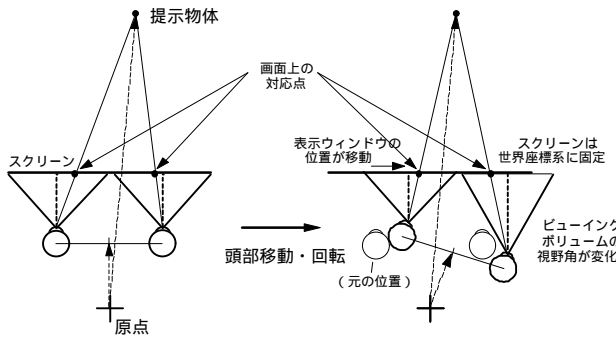 提示物体
画面上の
対応点
スクリーン
原点
頭部移動・回転
表示ウィンドウの
位置が移動
スクリーンは
世界座標系に固定
(元の位置)
ビューイング
ボリュームの
視野角が変化